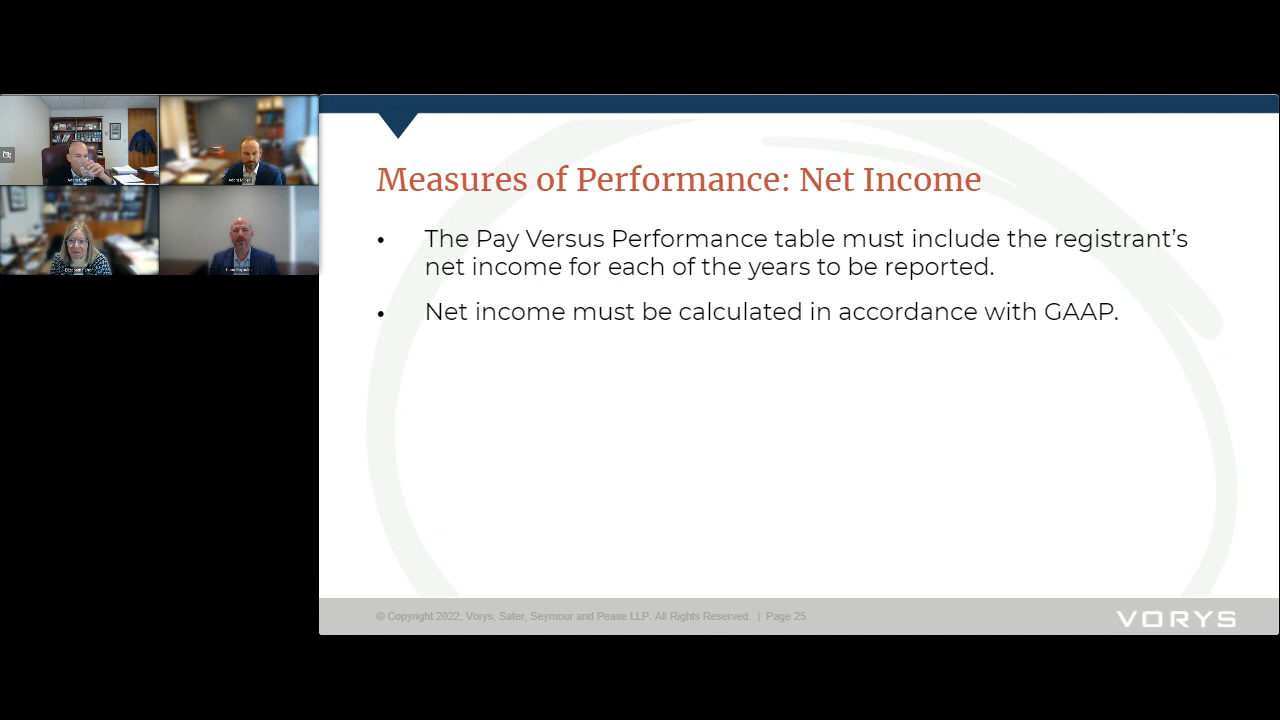 Measures of Performance: Net Income
• The Pay Versus Performance table must include the registrant's
net income for each of the years to be reported.
• Net income must be calculated in accordance with GAAP.
© Copyright 2022, Vorys, Sater, Seymour and Pease LLP. All Rights Reserved. | Page 25
VORYS